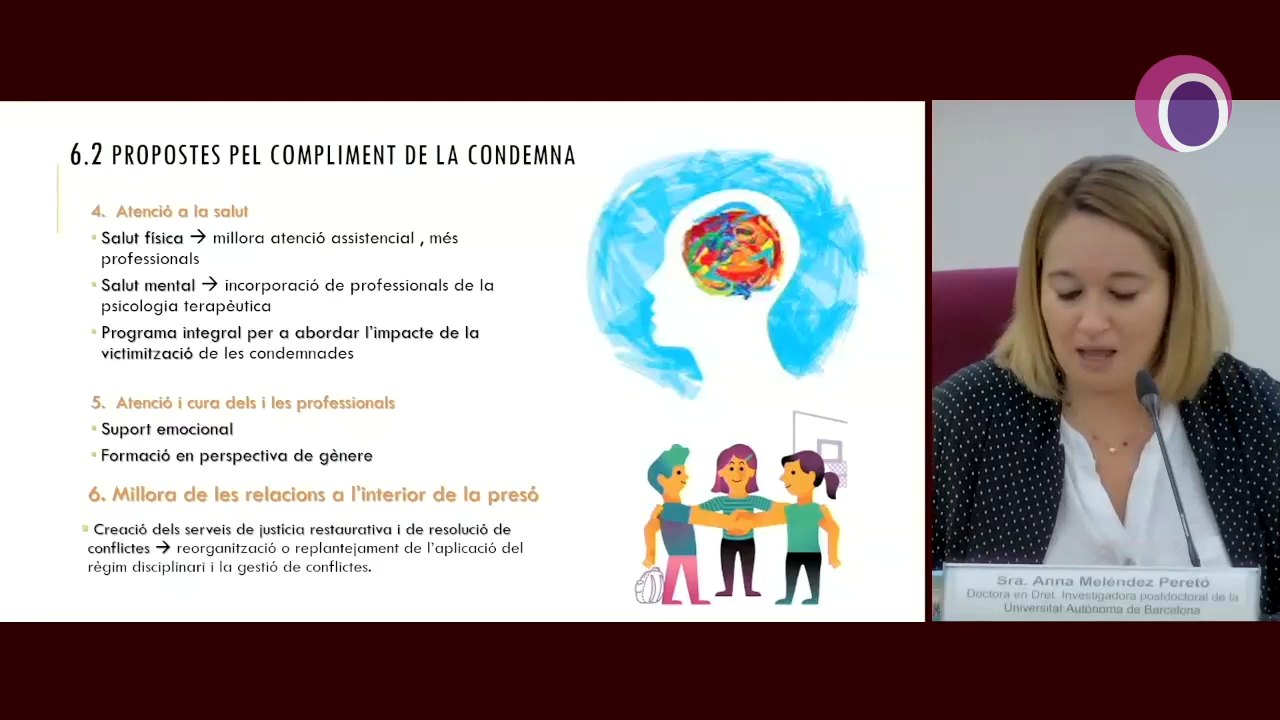 6.2 PROPOSTES PEL COMPLIMENT DE LA CONDEMNA
4. Atenció a la salut
▪ Salut física → millora atenció assistencial , més
professionals
▪ Salut mental → incorporació de professionals de la
psicologia terapèutica
▪ Programa integral per a abordar l'impacte de la
victimització de les condemnades
5. Atenció i cura dels i les professionals
▪ Suport emocional
▪ Formació en perspectiva de gènere
6. Millora de les relacions a l'interior de la presó
▪ Creació dels serveis de justícia restaurativa i de resolució de
conflictes → reorganització o replantejament de l'aplicació del
règim disciplinari i la gestió de conflictes.
Sra. Anna Meléndez Peretó
Doctora en Dret. Investigadora postdoctoral de la
Universitat Autònoma de Barcelona